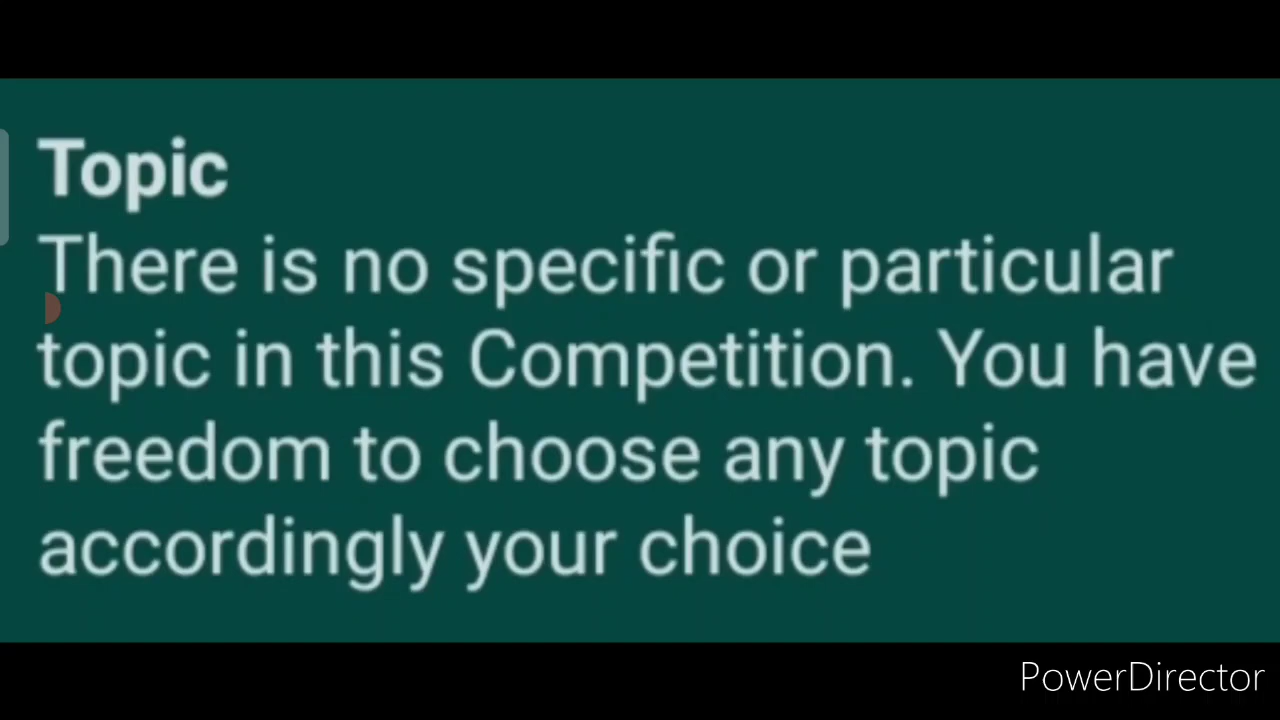 Topic
There is no specific or particular
topic in this Competition. You have
freedom to choose any topic
accordingly your choice
PowerDirector